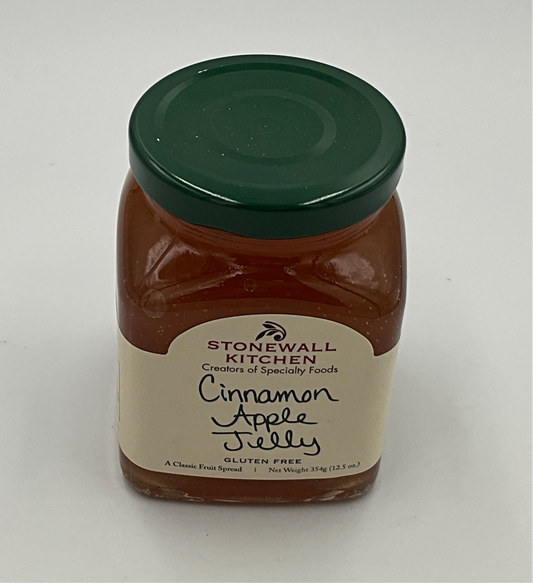 STONEWALL
KITCHEN
Creators of Specialty Foods
Cinnamon
Apple
Jelly
GLUTEN FREE
A Classic Fruit Spread | Net Weight 354g (12.5 oz.)